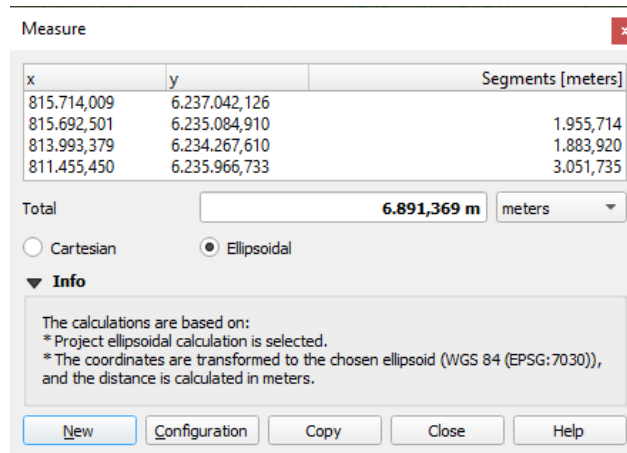 Measure
x y Segments [meters]
815.714,009 6.237.042,126
815.692,501 6.235.084,910 1.955,714
813.993,379 6.234.267,610 1.883,920
811.455,450 6.235.966,733 3.051,735
Total 6.891,369 m meters
Cartesian Ellipsoidal
Info
The calculations are based on:
* Project ellipsoidal calculation is selected.
* The coordinates are transformed to the chosen ellipsoid (WGS 84 (EPSG:7030)),
and the distance is calculated in meters.
New Configuration Copy Close Help